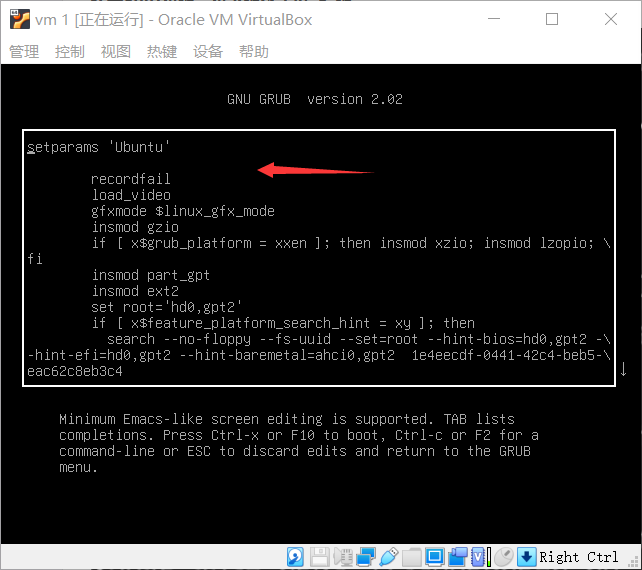 vm 1 [正在运行] - Oracle VM VirtualBox
管理 控制 视图 热键 设备 帮助
GNU GRUB version 2.02
setparams 'Ubuntu'
recordfail
load_video
gfxmode $linux_gfx_mode
insmod gzio
if [ x$grub_platform = xxen ]; then insmod xzio; insmod lzopio; \
fi
insmod part_gpt
insmod ext2
set root='hd0,gpt2'
if [ x$feature_platform_search_hint = xy ]; then
search --no-floppy --fs-uuid --set=root --hint-bios=hd0,gpt2 -\
-hint-efi=hd0,gpt2 --hint-baremetal=ahci0,gpt2 1e4eecdf-0441-42c4-beb5-\
eac62c8eb3c4
Minimum Emacs-like screen editing is supported. TAB lists
completions. Press Ctrl-x or F10 to boot, Ctrl-c or F2 for a
command-line or ESC to discard edits and return to the GRUB
menu.
Right Ctrl